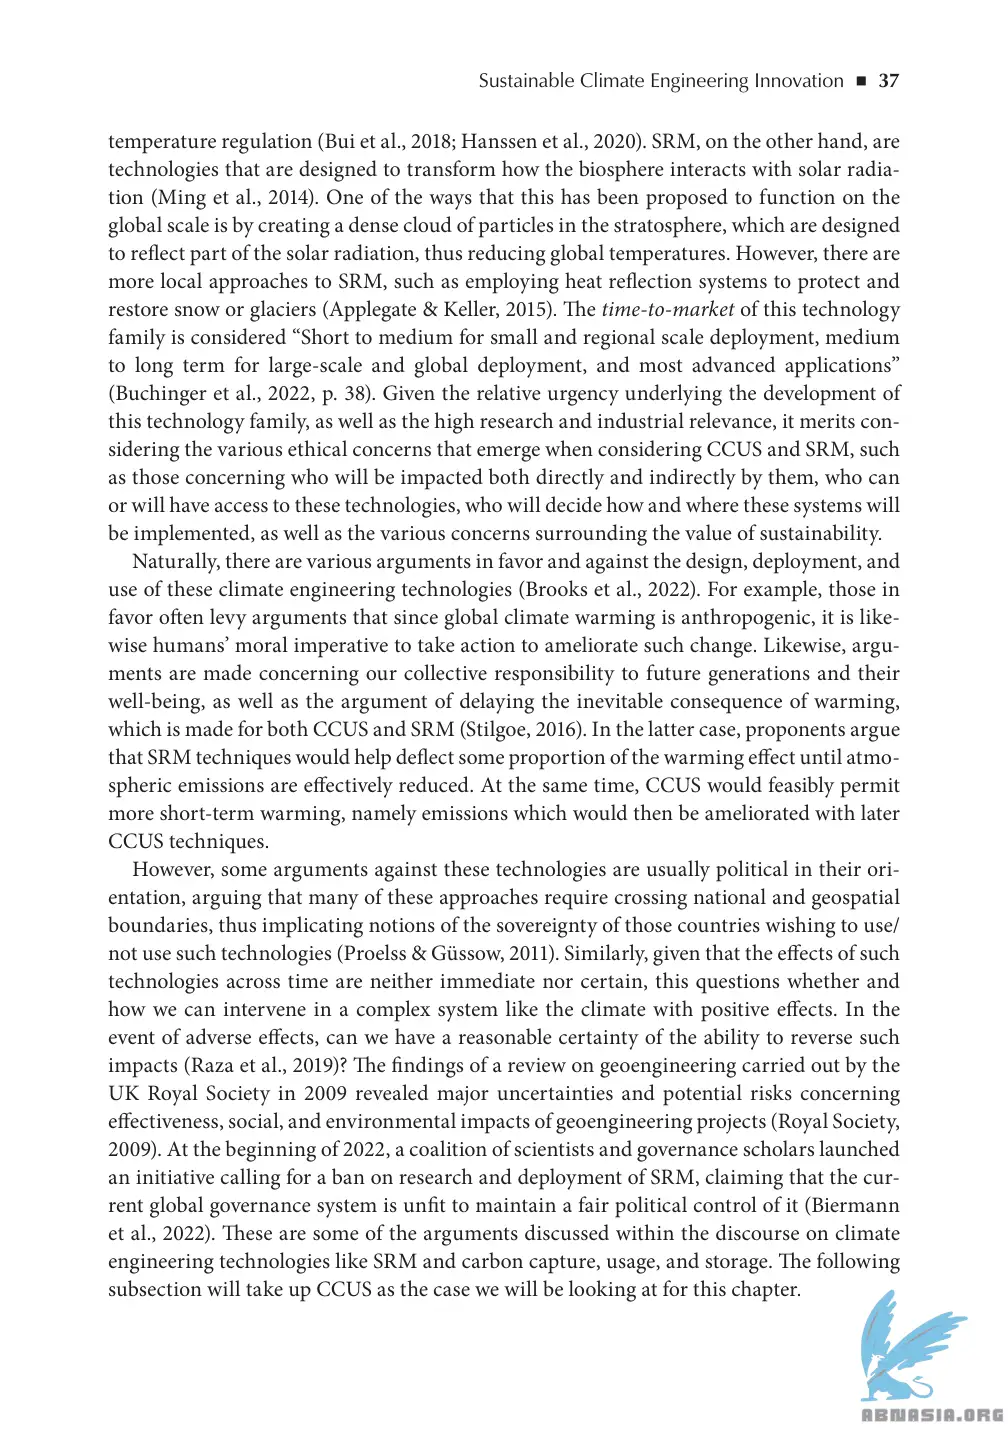 Sustainable Climate Engineering Innovation ■ 37
temperature regulation (Bui et al., 2018; Hanssen et al., 2020). SRM, on the other hand, are
technologies that are designed to transform how the biosphere interacts with solar radia-
tion (Ming et al., 2014). One of the ways that this has been proposed to function on the
global scale is by creating a dense cloud of particles in the stratosphere, which are designed
to reflect part of the solar radiation, thus reducing global temperatures. However, there are
more local approaches to SRM, such as employing heat reflection systems to protect and
restore snow or glaciers (Applegate & Keller, 2015). The time-to-market of this technology
family is considered “Short to medium for small and regional scale deployment, medium
to long term for large-scale and global deployment, and most advanced applications”
(Buchinger et al., 2022, p. 38). Given the relative urgency underlying the development of
this technology family, as well as the high research and industrial relevance, it merits con-
sidering the various ethical concerns that emerge when considering CCUS and SRM, such
as those concerning who will be impacted both directly and indirectly by them, who can
or will have access to these technologies, who will decide how and where these systems will
be implemented, as well as the various concerns surrounding the value of sustainability.
Naturally, there are various arguments in favor and against the design, deployment, and
use of these climate engineering technologies (Brooks et al., 2022). For example, those in
favor often levy arguments that since global climate warming is anthropogenic, it is like-
wise humans’ moral imperative to take action to ameliorate such change. Likewise, argu-
ments are made concerning our collective responsibility to future generations and their
well-being, as well as the argument of delaying the inevitable consequence of warming,
which is made for both CCUS and SRM (Stilgoe, 2016). In the latter case, proponents argue
that SRM techniques would help deflect some proportion of the warming effect until atmo-
spheric emissions are effectively reduced. At the same time, CCUS would feasibly permit
more short-term warming, namely emissions which would then be ameliorated with later
CCUS techniques.
However, some arguments against these technologies are usually political in their ori-
entation, arguing that many of these approaches require crossing national and geospatial
boundaries, thus implicating notions of the sovereignty of those countries wishing to use/
not use such technologies (Proelss & Güssow, 2011). Similarly, given that the effects of such
technologies across time are neither immediate nor certain, this questions whether and
how we can intervene in a complex system like the climate with positive effects. In the
event of adverse effects, can we have a reasonable certainty of the ability to reverse such
impacts (Raza et al., 2019)? The findings of a review on geoengineering carried out by the
UK Royal Society in 2009 revealed major uncertainties and potential risks concerning
effectiveness, social, and environmental impacts of geoengineering projects (Royal Society,
2009). At the beginning of 2022, a coalition of scientists and governance scholars launched
an initiative calling for a ban on research and deployment of SRM, claiming that the cur-
rent global governance system is unfit to maintain a fair political control of it (Biermann
et al., 2022). These are some of the arguments discussed within the discourse on climate
engineering technologies like SRM and carbon capture, usage, and storage. The following
subsection will take up CCUS as the case we will be looking at for this chapter.
ABNASIA.ORG